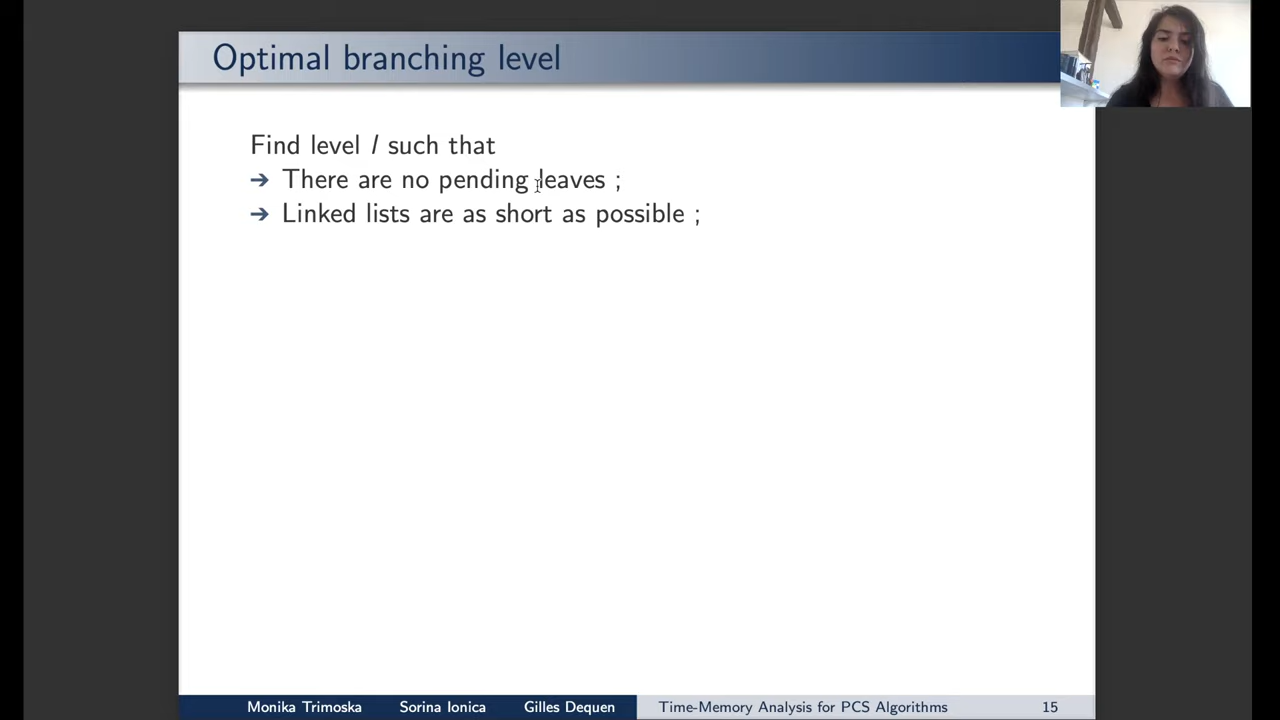 Optimal branching level
Find level l such that
➔ There are no pending leaves ;
➔ Linked lists are as short as possible ;
Monika Trimoska Sorina Ionica Gilles Dequen Time-Memory Analysis for PCS Algorithms 15